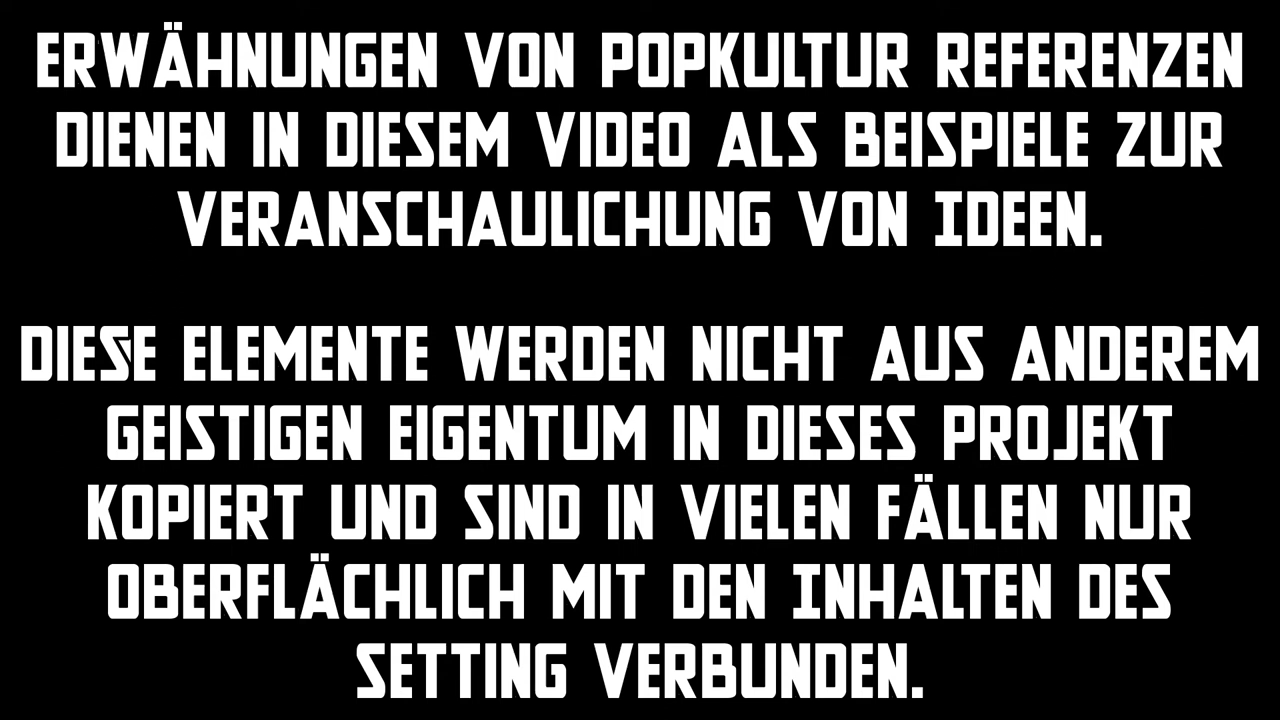 ERWÄHNUNGEN VON POPKULTUR REFERENZEN
DIENEN IN DIESEM VIDEO ALS BEISPIELE ZUR
VERANSCHAULICHUNG VON IDEEN.
DIESE ELEMENTE WERDEN NICHT AUS ANDEREM
GEISTIGEN EIGENTUM IN DIESES PROJEKT
KOPIERT UND SIND IN VIELEN FÄLLEN NUR
OBERFLÄCHLICH MIT DEN INHALTEN DES
SETTING VERBUNDEN.